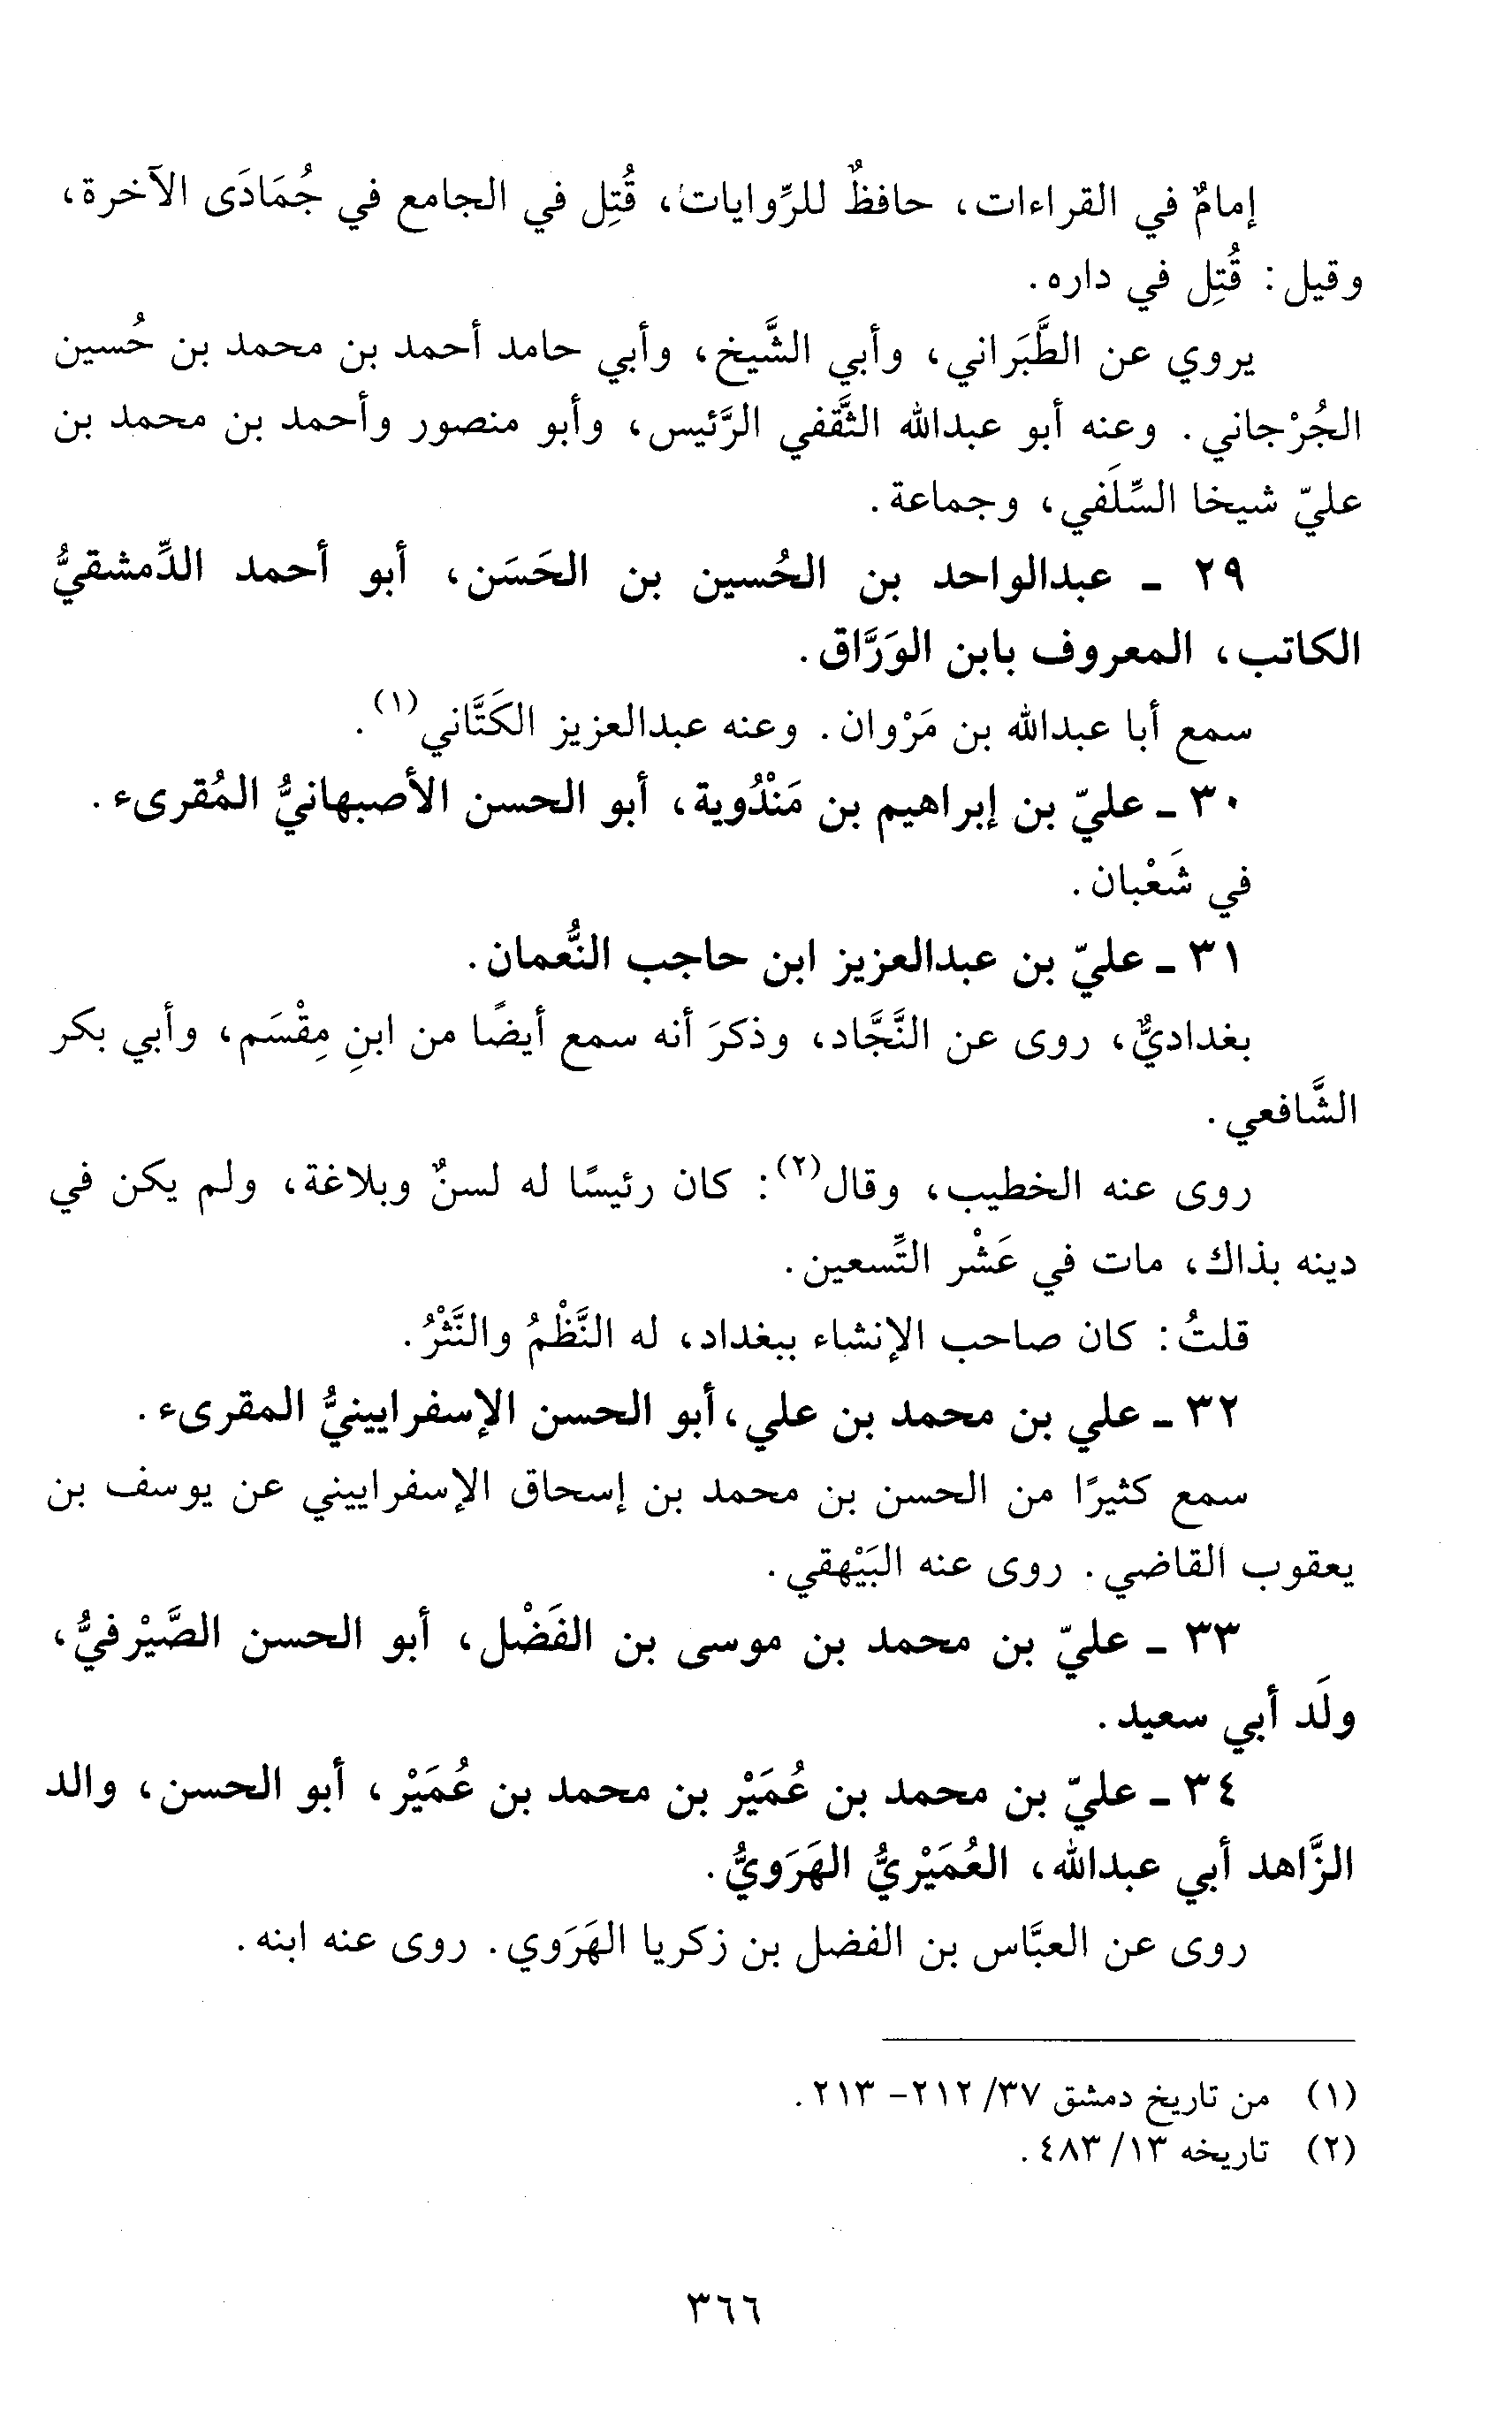 إمامٌ في القراءات، حافظٌ للرِّوايات، قُتِل في الجامع في جُمَادَى الآخرة،
وقيل: قُتِل في داره.
يروي عن الطَّبَراني، وأبي الشَّيخ، وأبي حامد أحمد بن محمد بن حُسين
الجُرْجاني. وعنه أبو عبدالله الثَّقفي الرَّئيس، وأبو منصور وأحمد بن محمد بن
عليّ شيخا السِّلَفي، وجماعة.
٢٩ - عبدالواحد بن الحُسين بن الحَسَن، أبو أحمد الدِّمشقيُّ
الكاتب، المعروف بابن الوَرَّاق.
سمع أبا عبدالله بن مَرْوان. وعنه عبدالعزيز الكَتَّاني(١).
٣٠ - عليّ بن إبراهيم بن مَنْدُوية، أبو الحسن الأصبهانيُّ المُقرىء.
في شَعْبان.
٣١ - عليّ بن عبدالعزيز ابن حاجب النُّعمان.
بغداديٌّ، روى عن النَّجَّاد، وذكرَ أنه سمع أيضًا من ابنِ مِقْسَم، وأبي بكر
الشَّافعي.
روى عنه الخطيب، وقال(٢): كان رئيسًا له لسنٌ وبلاغة، ولم يكن في
دينه بذاك، مات في عَشْر التِّسعين.
قلتُ: كان صاحب الإنشاء ببغداد، له النَّظْمُ والنَّثْرُ.
٣٢ - علي بن محمد بن علي، أبو الحسن الإسفرايينيُّ المقرىء.
سمع كثيرًا من الحسن بن محمد بن إسحاق الإسفراييني عن يوسف بن
يعقوب القاضي. روى عنه البَيْهقي.
٣٣ - عليّ بن محمد بن موسى بن الفَضْل، أبو الحسن الصَّيْرفيُّ،
ولَد أبي سعيد.
٣٤ - عليّ بن محمد بن عُمَيْر بن محمد بن عُمَيْر، أبو الحسن، والد
الزَّاهد أبي عبدالله، العُمَيْريُّ الهَرَويُّ.
روى عن العبَّاس بن الفضل بن زكريا الهَرَوي. روى عنه ابنه.
(١) من تاريخ دمشق ٣٧/ ٢١٢- ٢١٣.
(٢) تاريخه ١٣/ ٤٨٣.
٣٦٦